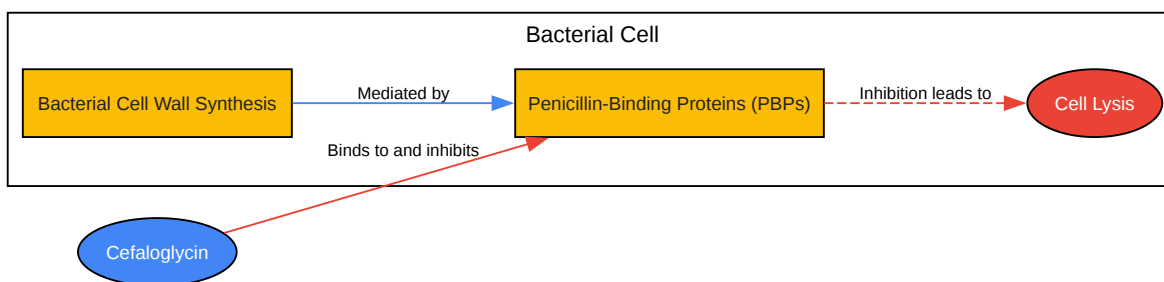 Bacterial Cell
Bacterial Cell Wall Synthesis
Mediated by
Penicillin-Binding Proteins (PBPs)
Inhibition leads to
Cell Lysis
Binds to and inhibits
Cefaloglycin